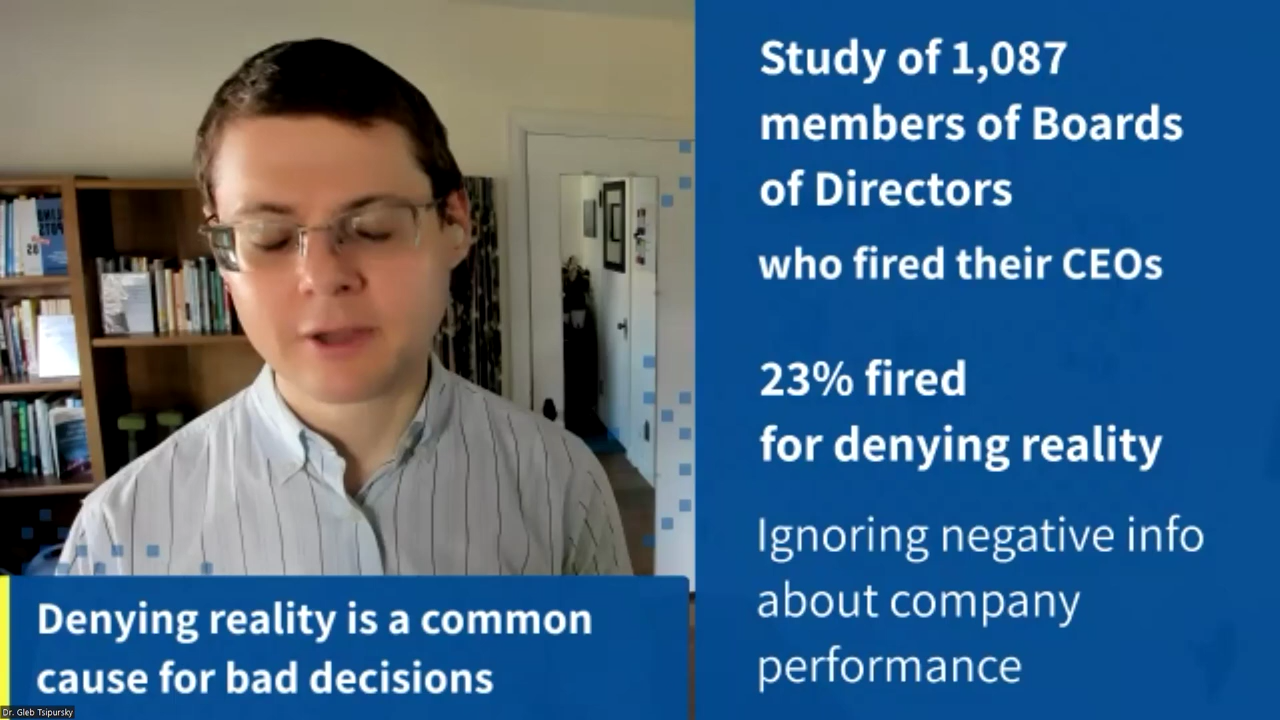 Study of 1,087
members of Boards
of Directors
who fired their CEOs
23% fired
for denying reality
Ignoring negative info
about company
performance
Denying reality is a common
cause for bad decisions
Dr. Gleb Tsipursky